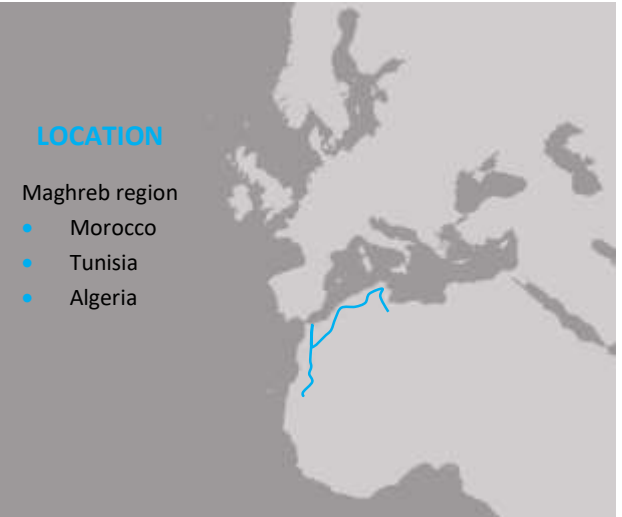 LOCATION
Maghreb region
• Morocco
• Tunisia
• Algeria